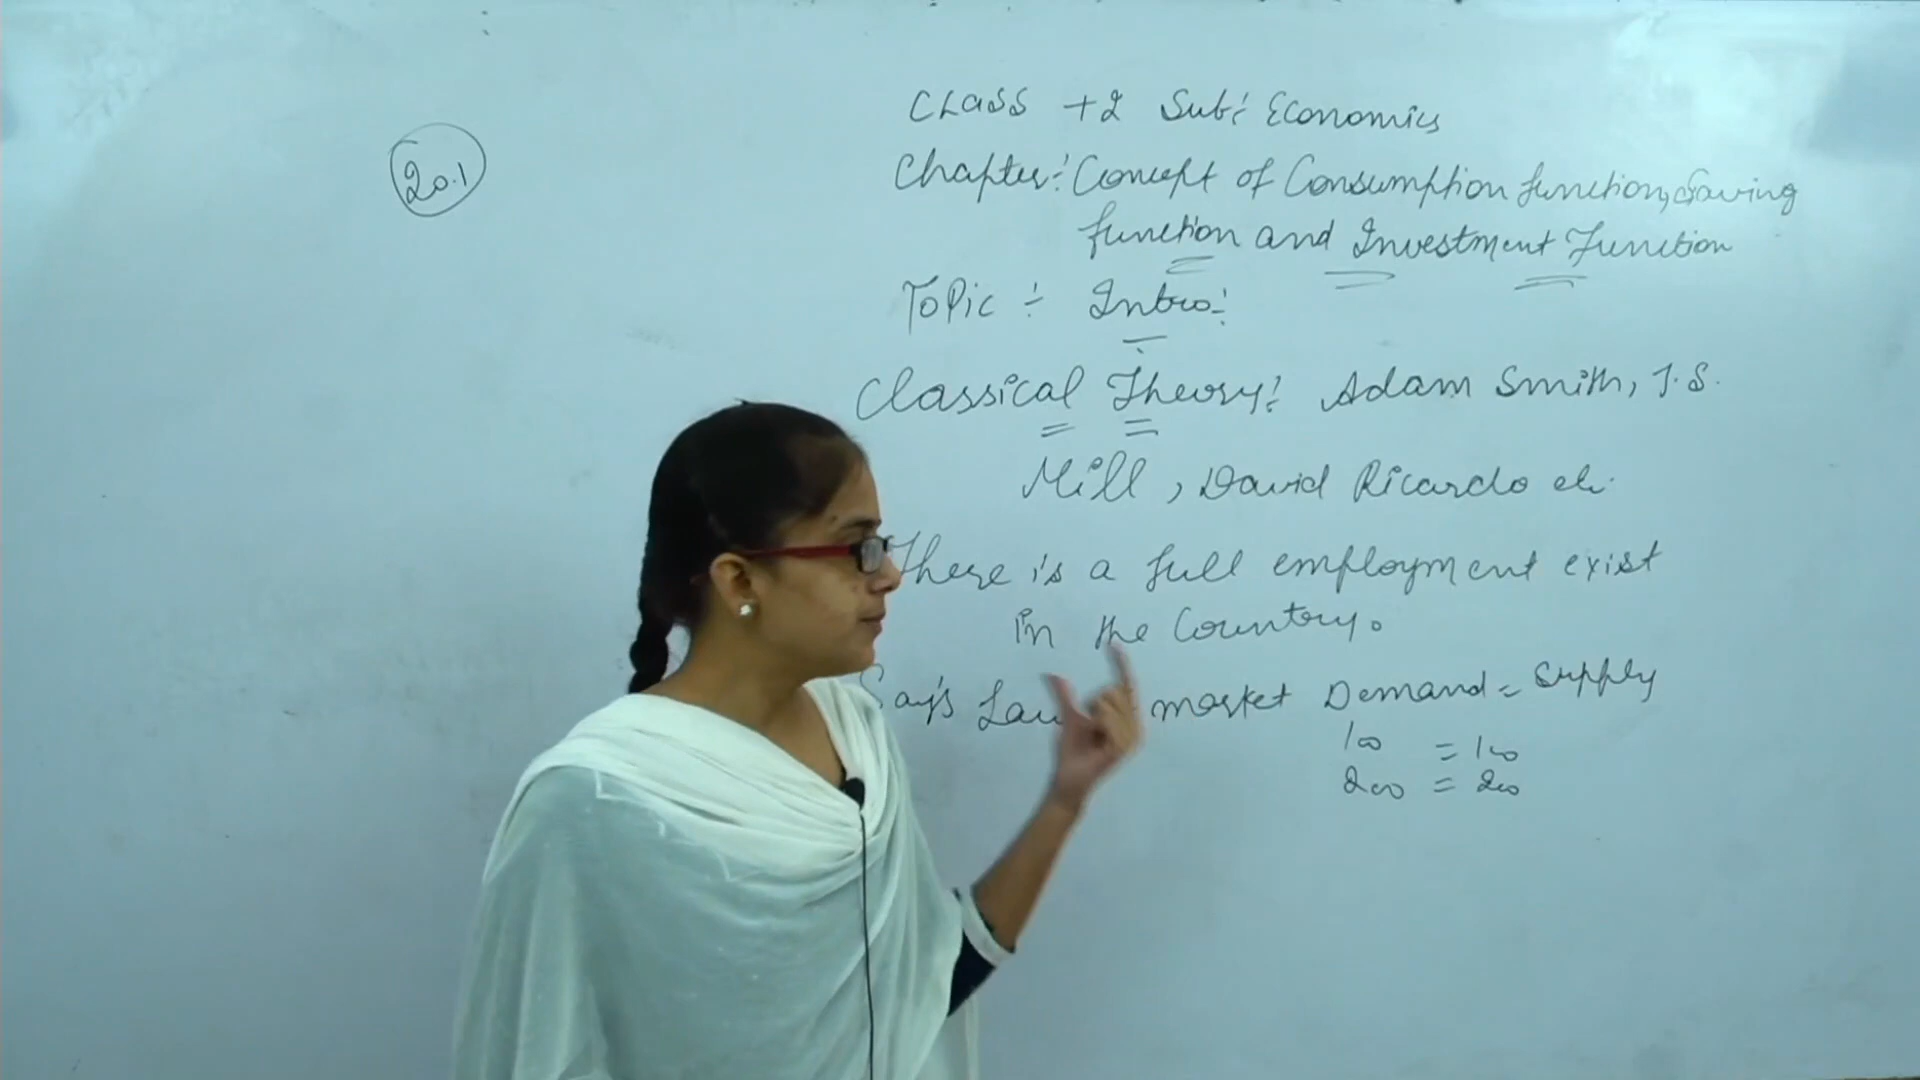 20.1
Class +2 Sub: Economics
Chapter: Concept of Consumption function, Saving
function and Investment Function
Topic : Intro:
Classical Theory: Adam Smith, J.S.
Mill, David Ricardo etc.
There is a full employment exist
in the Country.
Say's Law market Demand = Supply
100 = 100
200 = 200